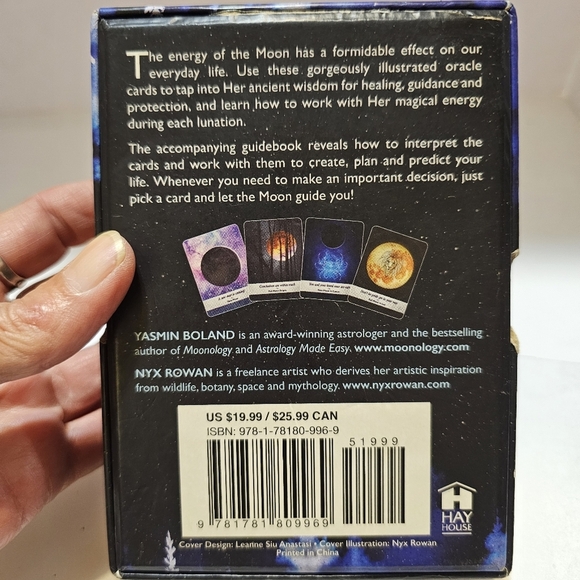 The energy of the Moon has a formidable effect on our
everyday life. Use these gorgeously illustrated oracle
cards to tap into Her ancient wisdom for healing, guidance and
protection, and learn how to work with Her magical energy
during each lunation.
The accompanying guidebook reveals how to interpret the
cards and work with them to create, plan and predict your
life. Whenever you need to make an important decision, just
pick a card and let the Moon guide you!
YASMIN BOLAND is an award-winning astrologer and the bestselling
author of Moonology and Astrology Made Easy. www.moonology.com
NYX ROWAN is a freelance artist who derives her artistic inspiration
from wildlife, botany, space and mythology. www.nyxrowan.com
US $19.99 / $25.99 CAN
ISBN: 978-1-78180-996-9
51999
9 781781 809969
HAY
HOUSE
Cover Design: Leanne Siu Anastasi • Cover Illustration: Nyx Rowan
Printed in China